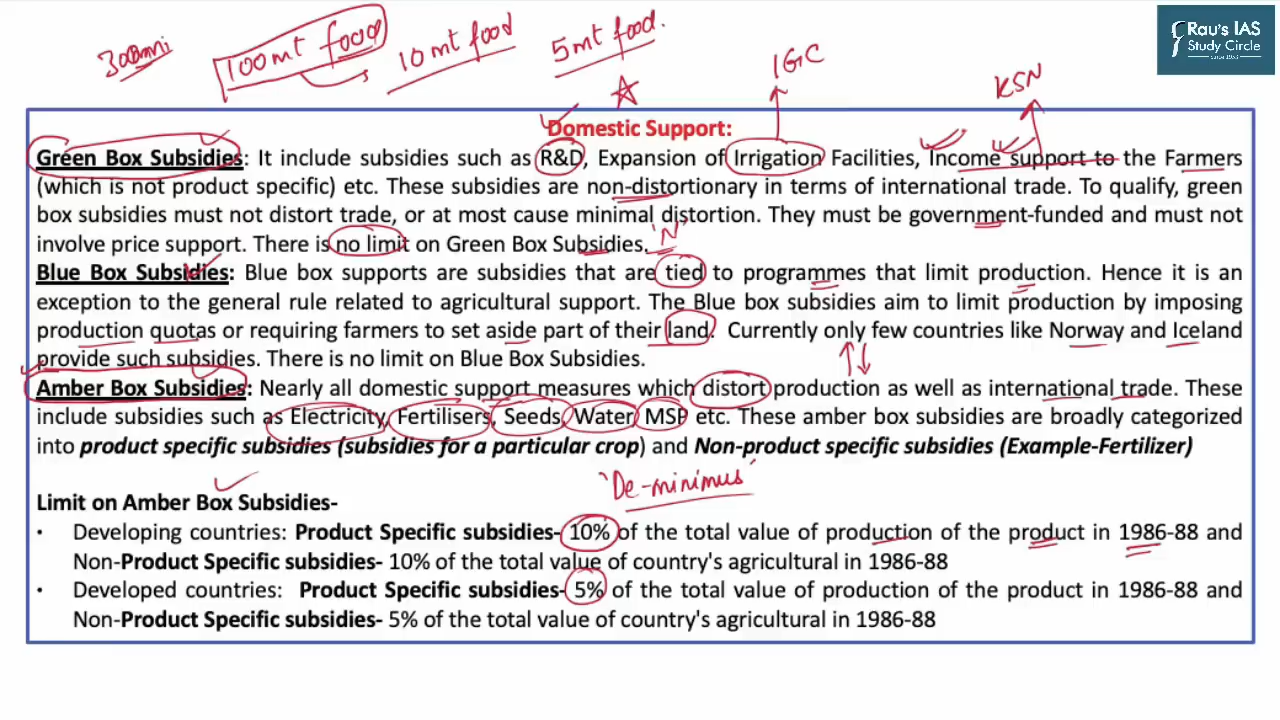 Rau's IAS
Study Circle
SINCE 1953
100mt food
10 mt food
5 mt food.
IGC
KSN
Domestic Support:
Green Box Subsidies: It include subsidies such as R&D, Expansion of Irrigation Facilities, Income support to the Farmers
(which is not product specific) etc. These subsidies are non-distortionary in terms of international trade. To qualify, green
box subsidies must not distort trade, or at most cause minimal distortion. They must be government-funded and must not
involve price support. There is no limit on Green Box Subsidies. 'N'
Blue Box Subsidies: Blue box supports are subsidies that are tied to programmes that limit production. Hence it is an
exception to the general rule related to agricultural support. The Blue box subsidies aim to limit production by imposing
production quotas or requiring farmers to set aside part of their land. Currently only few countries like Norway and Iceland
provide such subsidies. There is no limit on Blue Box Subsidies.
Amber Box Subsidies: Nearly all domestic support measures which distort production as well as international trade. These
include subsidies such as Electricity, Fertilisers, Seeds, Water, MSP etc. These amber box subsidies are broadly categorized
into product specific subsidies (subsidies for a particular crop) and Non-product specific subsidies (Example-Fertilizer)
'De-minimus'
Limit on Amber Box Subsidies-
• Developing countries: Product Specific subsidies- 10% of the total value of production of the product in 1986-88 and
Non-Product Specific subsidies- 10% of the total value of country's agricultural in 1986-88
• Developed countries: Product Specific subsidies- 5% of the total value of production of the product in 1986-88 and
Non-Product Specific subsidies- 5% of the total value of country's agricultural in 1986-88